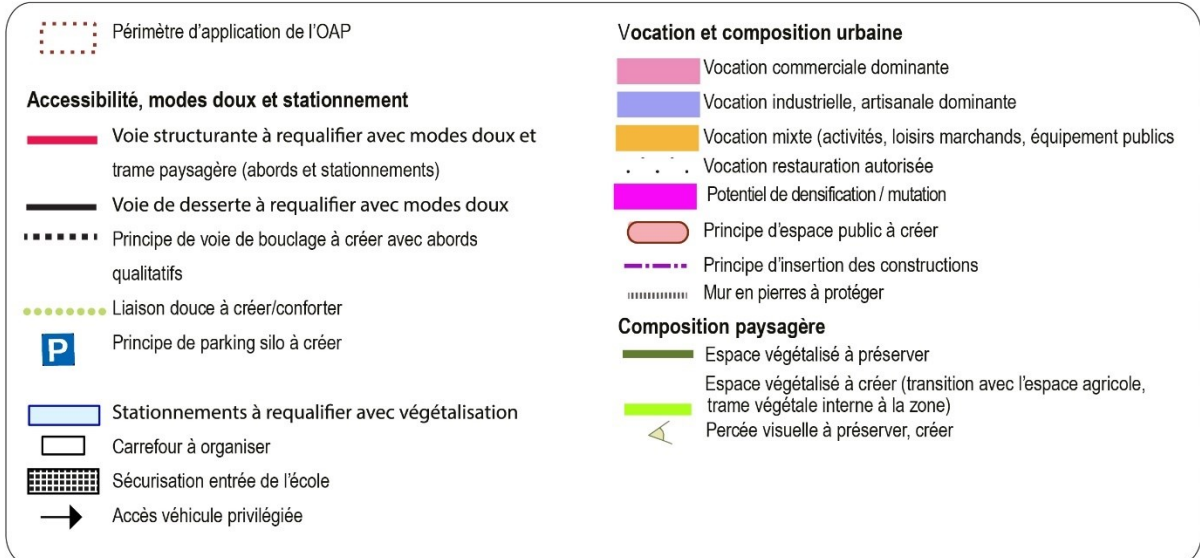 Périmètre d'application de l'OAP
Accessibilité, modes doux et stationnement
Voie structurante à requalifier avec modes doux et
trame paysagère (abords et stationnements)
Voie de desserte à requalifier avec modes doux
Principe de voie de bouclage à créer avec abords
qualitatifs
Liaison douce à créer/conforter
P
Principe de parking silo à créer
Stationnements à requalifier avec végétalisation
Carrefour à organiser
Sécurisation entrée de l'école
Accès véhicule privilégiée
Vocation et composition urbaine
Vocation commerciale dominante
Vocation industrielle, artisanale dominante
Vocation mixte (activités, loisirs marchands, équipement publics
Vocation restauration autorisée
Potentiel de densification / mutation
Principe d'espace public à créer
Principe d'insertion des constructions
Mur en pierres à protéger
Composition paysagère
Espace végétalisé à préserver
Espace végétalisé à créer (transition avec l'espace agricole,
trame végétale interne à la zone)
Percée visuelle à préserver, créer